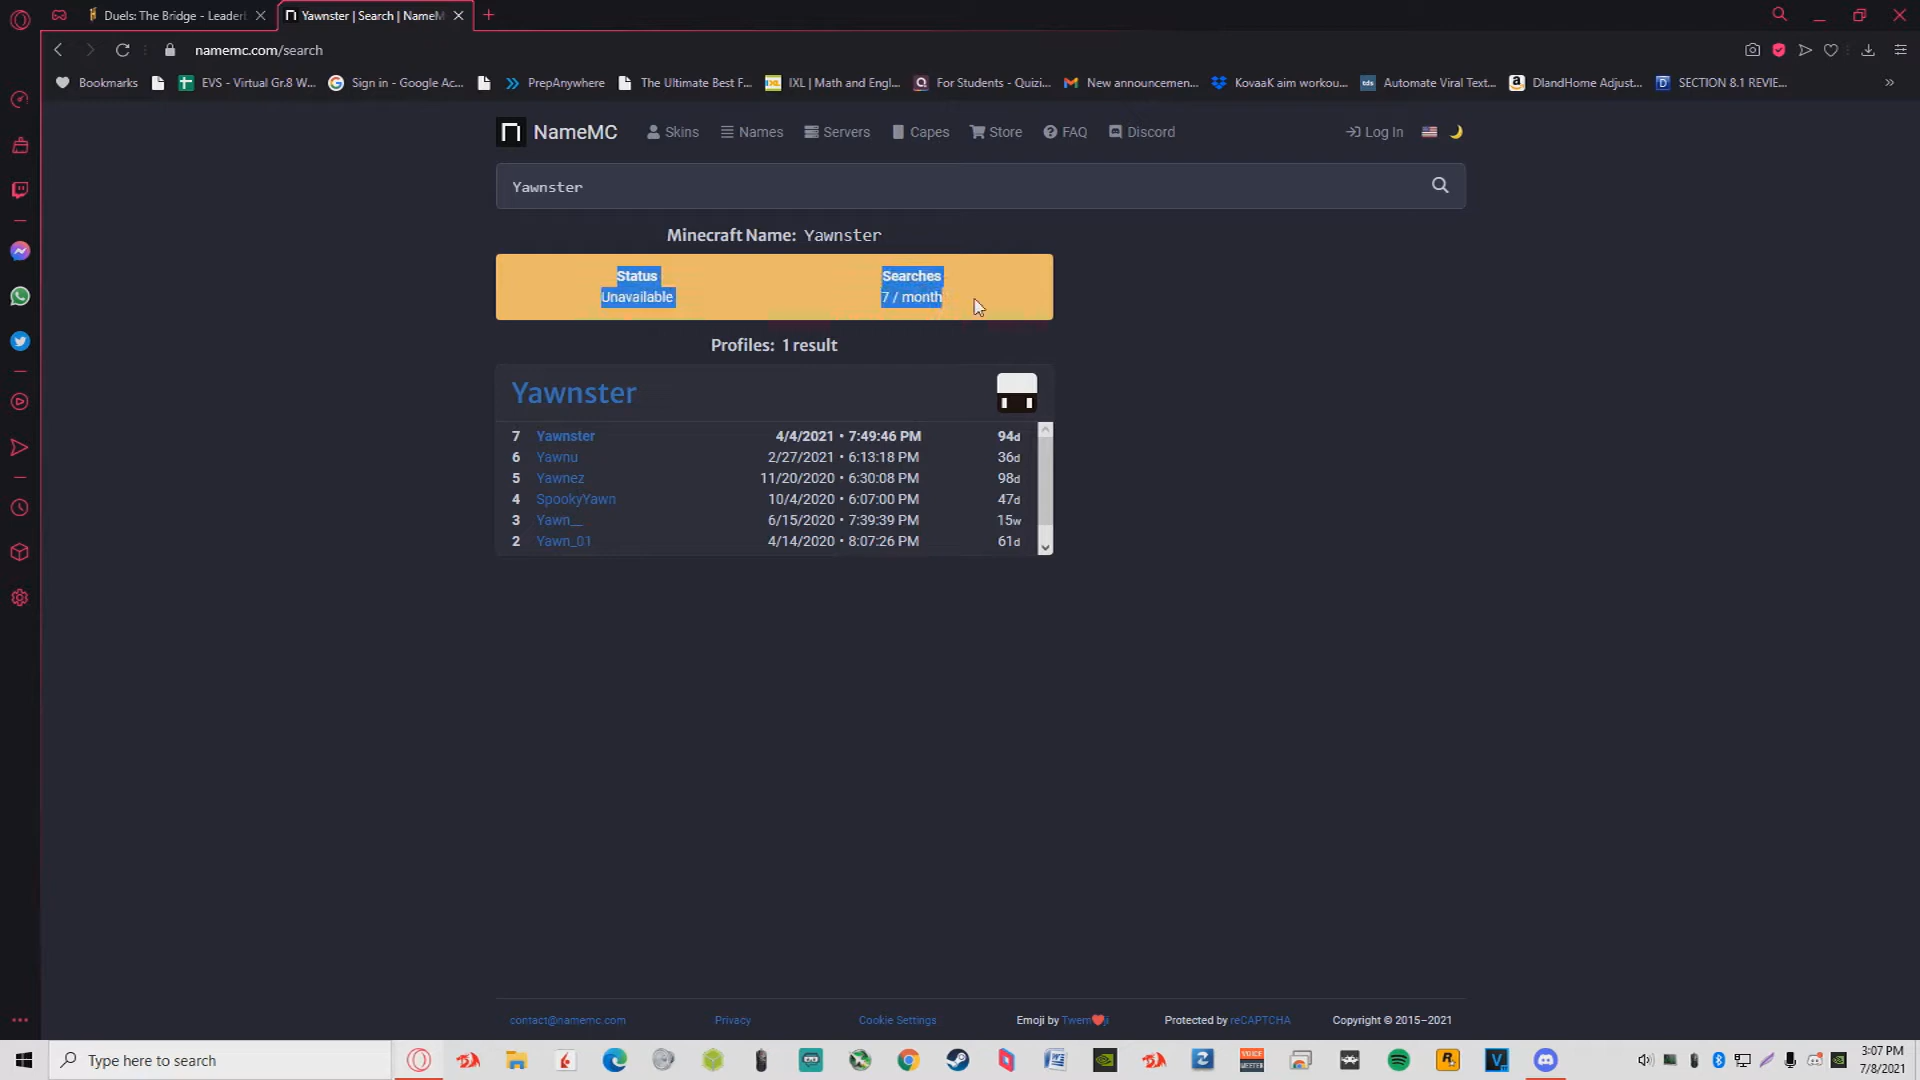 Duels: The Bridge - Leaderl
Yawnster | Search | NameM
namemc.com/search
Bookmarks
EVS - Virtual Gr.8 W...
Sign in - Google Ac...
PrepAnywhere
The Ultimate Best F...
IXL | Math and Engl...
For Students - Quizi...
New announcemen...
KovaaK aim workou...
Automate Viral Text...
DlandHome Adjust...
SECTION 8.1 REVIE...
NameMC
Skins
Names
Servers
Capes
Store
FAQ
Discord
Log In
Yawnster
Minecraft Name: Yawnster
Status Searches
Unavailable 7 / month
Profiles: 1 result
Yawnster
7 Yawnster 4/4/2021 • 7:49:46 PM 94d
6 Yawnu 2/27/2021 • 6:13:18 PM 36d
5 Yawnez 11/20/2020 • 6:30:08 PM 98d
4 SpookyYawn 10/4/2020 • 6:07:00 PM 47d
3 Yawn__ 6/15/2020 • 7:39:39 PM 15w
2 Yawn_01 4/14/2020 • 8:07:26 PM 61d
contact@namemc.com
Privacy
Cookie Settings
Emoji by Twemoji
Protected by reCAPTCHA
Copyright © 2015–2021
Type here to search
3:07 PM
7/8/2021